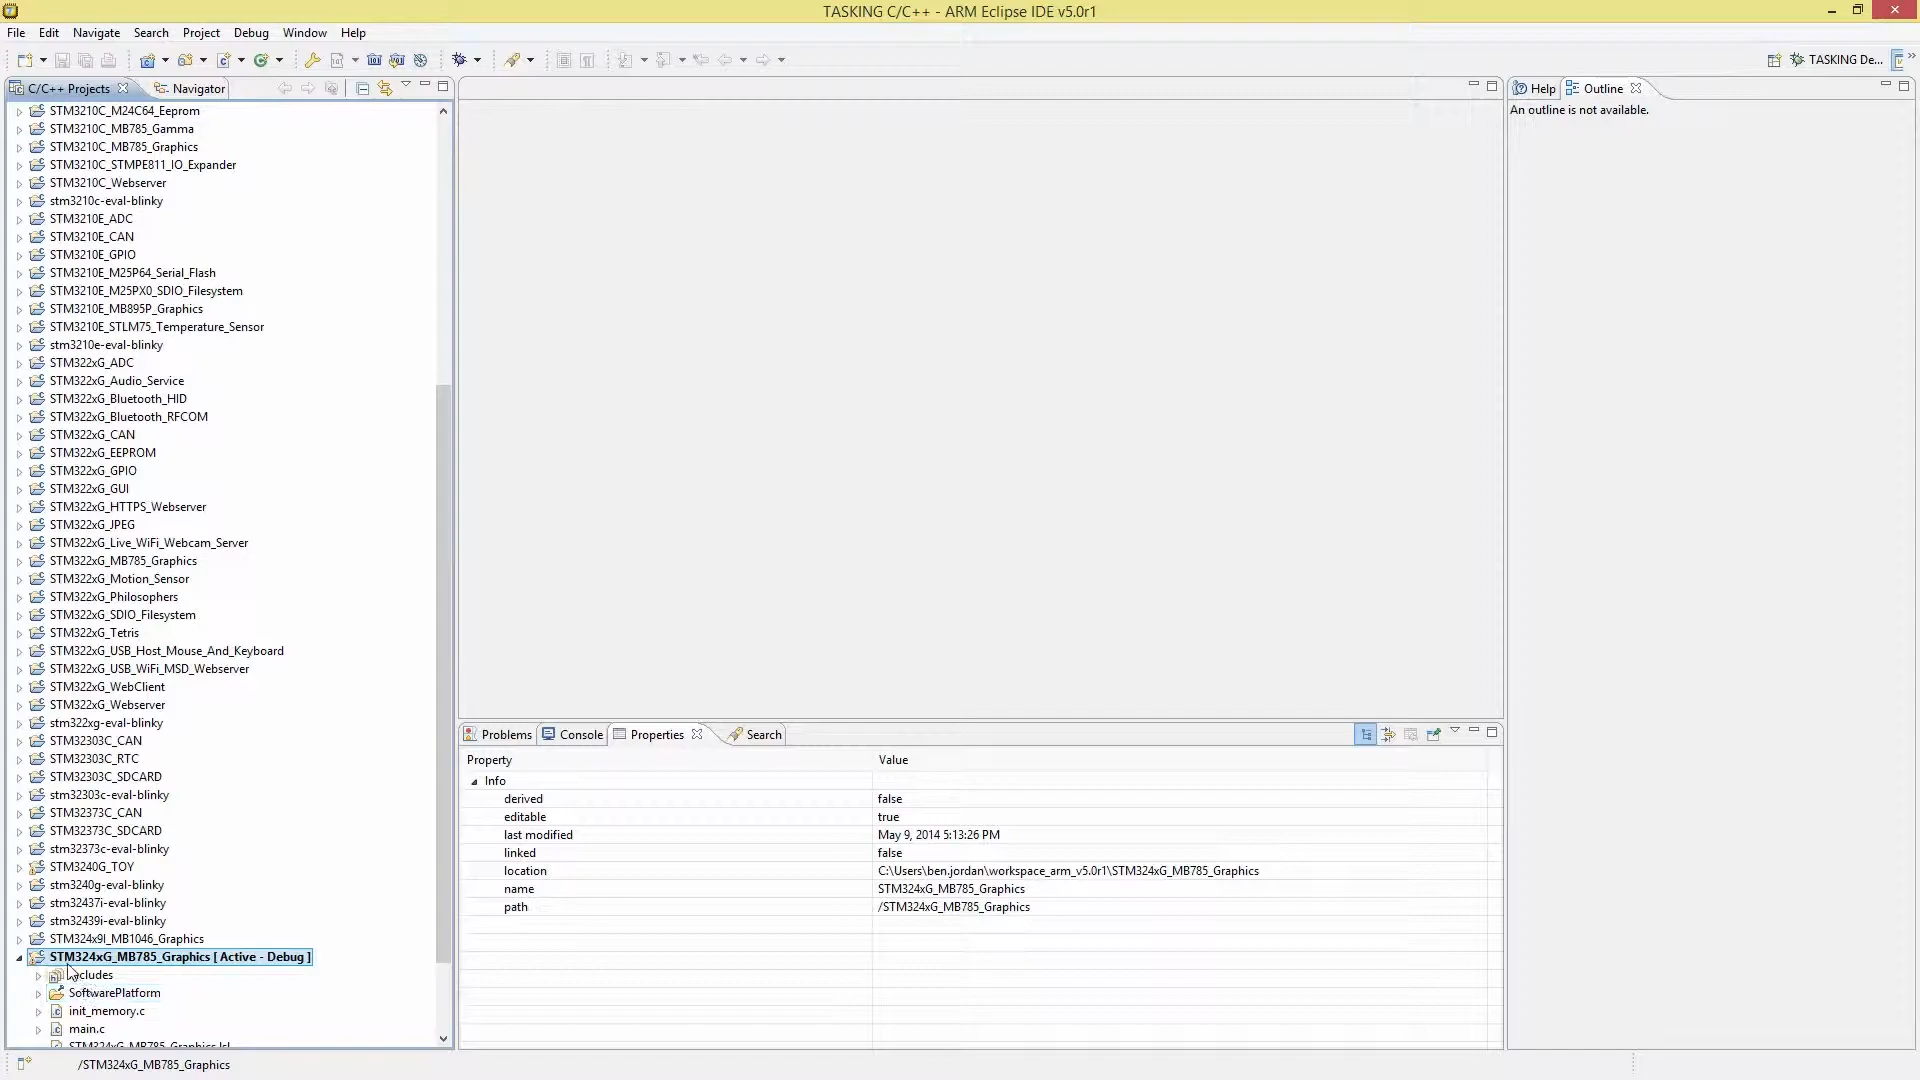 TASKING C/C++ - ARM Eclipse IDE v5.0r1
File Edit Navigate Search Project Debug Window Help
TASKING De...
C/C++ Projects
Navigator
STM3210C_M24C64_Eeprom
STM3210C_MB785_Gamma
STM3210C_MB785_Graphics
STM3210C_STMPE811_IO_Expander
STM3210C_Webserver
stm3210c-eval-blinky
STM3210E_ADC
STM3210E_CAN
STM3210E_GPIO
STM3210E_M25P64_Serial_Flash
STM3210E_M25PX0_SDIO_Filesystem
STM3210E_MB895P_Graphics
STM3210E_STLM75_Temperature_Sensor
stm3210e-eval-blinky
STM322xG_ADC
STM322xG_Audio_Service
STM322xG_Bluetooth_HID
STM322xG_Bluetooth_RFCOM
STM322xG_CAN
STM322xG_EEPROM
STM322xG_GPIO
STM322xG_GUI
STM322xG_HTTPS_Webserver
STM322xG_JPEG
STM322xG_Live_WiFi_Webcam_Server
STM322xG_MB785_Graphics
STM322xG_Motion_Sensor
STM322xG_Philosophers
STM322xG_SDIO_Filesystem
STM322xG_Tetris
STM322xG_USB_Host_Mouse_And_Keyboard
STM322xG_USB_WiFi_MSD_Webserver
STM322xG_WebClient
STM322xG_Webserver
stm322xg-eval-blinky
STM32303C_CAN
STM32303C_RTC
STM32303C_SDCARD
stm32303c-eval-blinky
STM32373C_CAN
STM32373C_SDCARD
stm32373c-eval-blinky
STM3240G_TOY
stm3240g-eval-blinky
stm32437i-eval-blinky
stm32439i-eval-blinky
STM324x9I_MB1046_Graphics
STM324xG_MB785_Graphics [ Active - Debug ]
Includes
SoftwarePlatform
init_memory.c
main.c
STM324xG_MB785_Graphics.lsl
Help
Outline
An outline is not available.
Problems
Console
Properties
Search
Property Value
Info
derived false
editable true
last modified May 9, 2014 5:13:26 PM
linked false
location C:\Users\ben.jordan\workspace_arm_v5.0r1\STM324xG_MB785_Graphics
name STM324xG_MB785_Graphics
path /STM324xG_MB785_Graphics
/STM324xG_MB785_Graphics